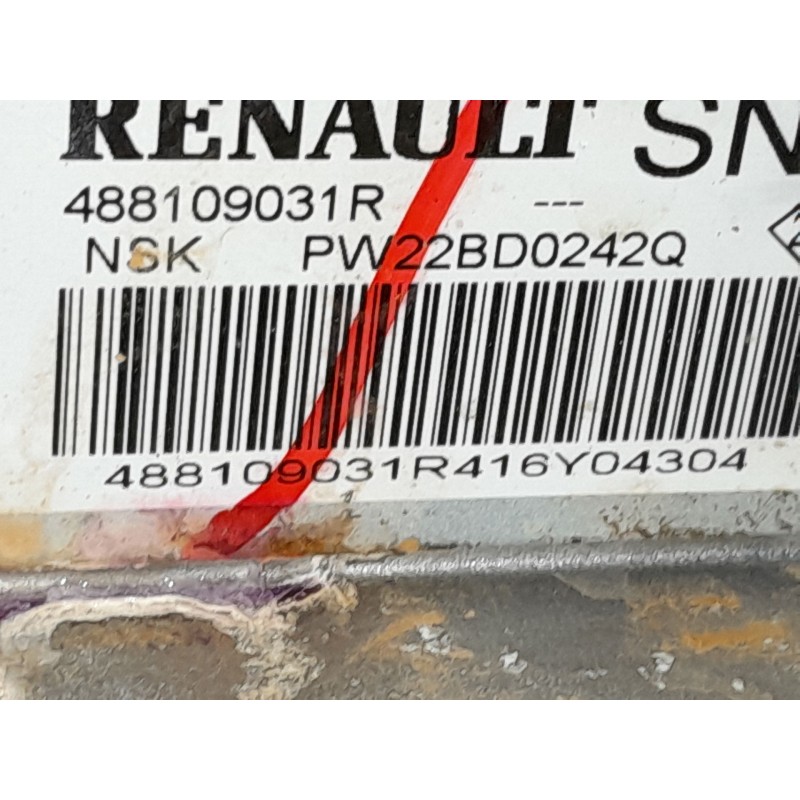 RENAULT SN
488109031R ---
NSK PW22BD0242Q
488109031R416Y04304